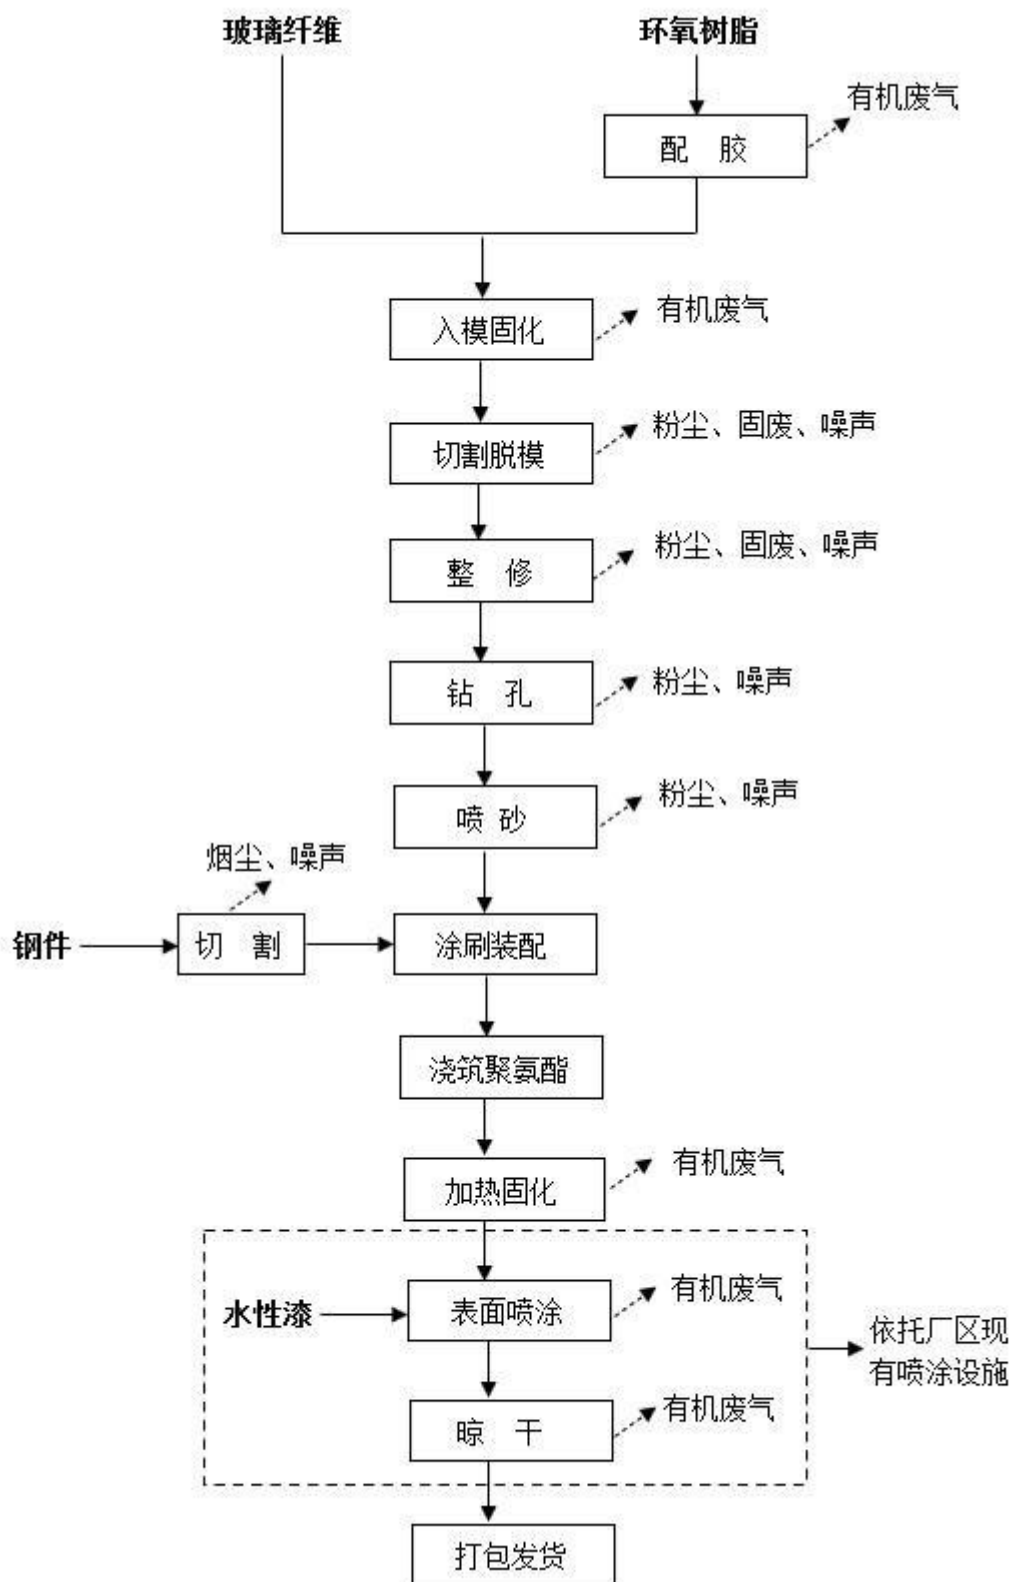 玻璃纤维
环氧树脂
有机废气
配 胶
入模固化
有机废气
切割脱模
粉尘、固废、噪声
整 修
粉尘、固废、噪声
钻 孔
粉尘、噪声
喷 砂
粉尘、噪声
烟尘、噪声
钢件
切 割
涂刷装配
浇筑聚氨酯
加热固化
有机废气
水性漆
表面喷涂
有机废气
依托厂区现
有喷涂设施
晾 干
有机废气
打包发货